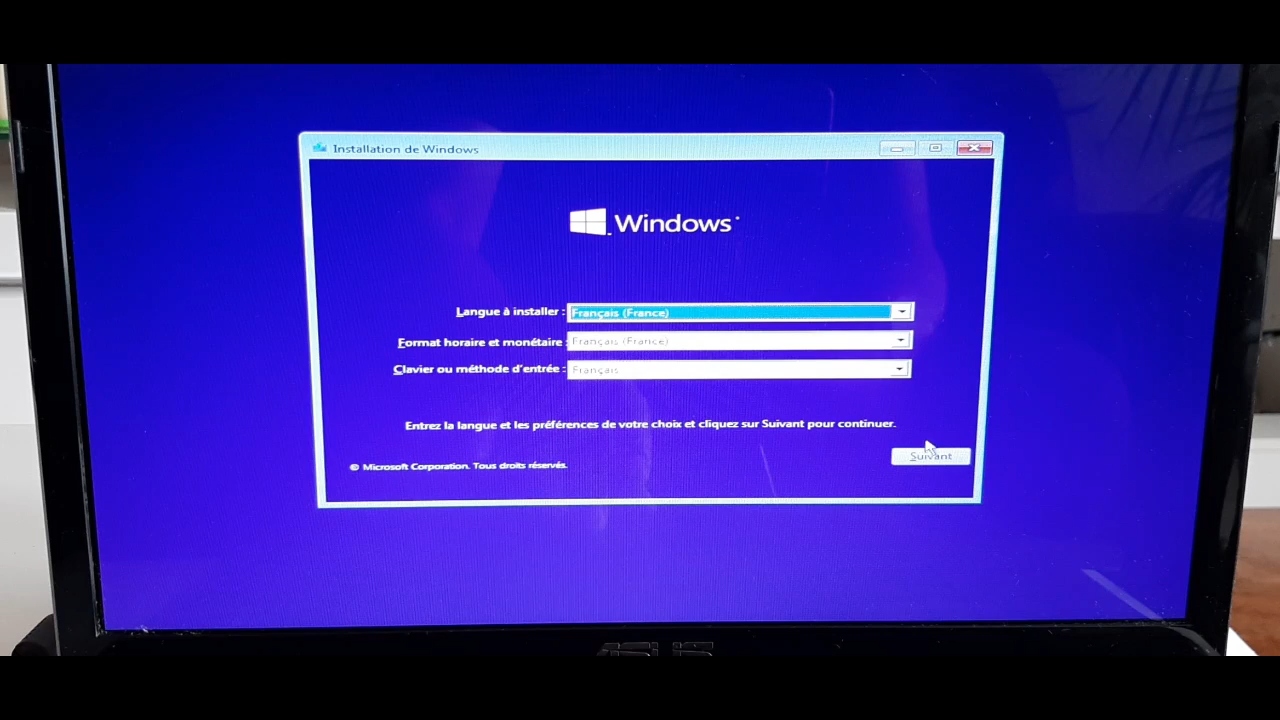 Installation de Windows
Windows
Langue à installer : Français (France)
Format horaire et monétaire : Français (France)
Clavier ou méthode d'entrée : Français
Entrez la langue et les préférences de votre choix et cliquez sur Suivant pour continuer.
Suivant
© Microsoft Corporation. Tous droits réservés.
ASUS